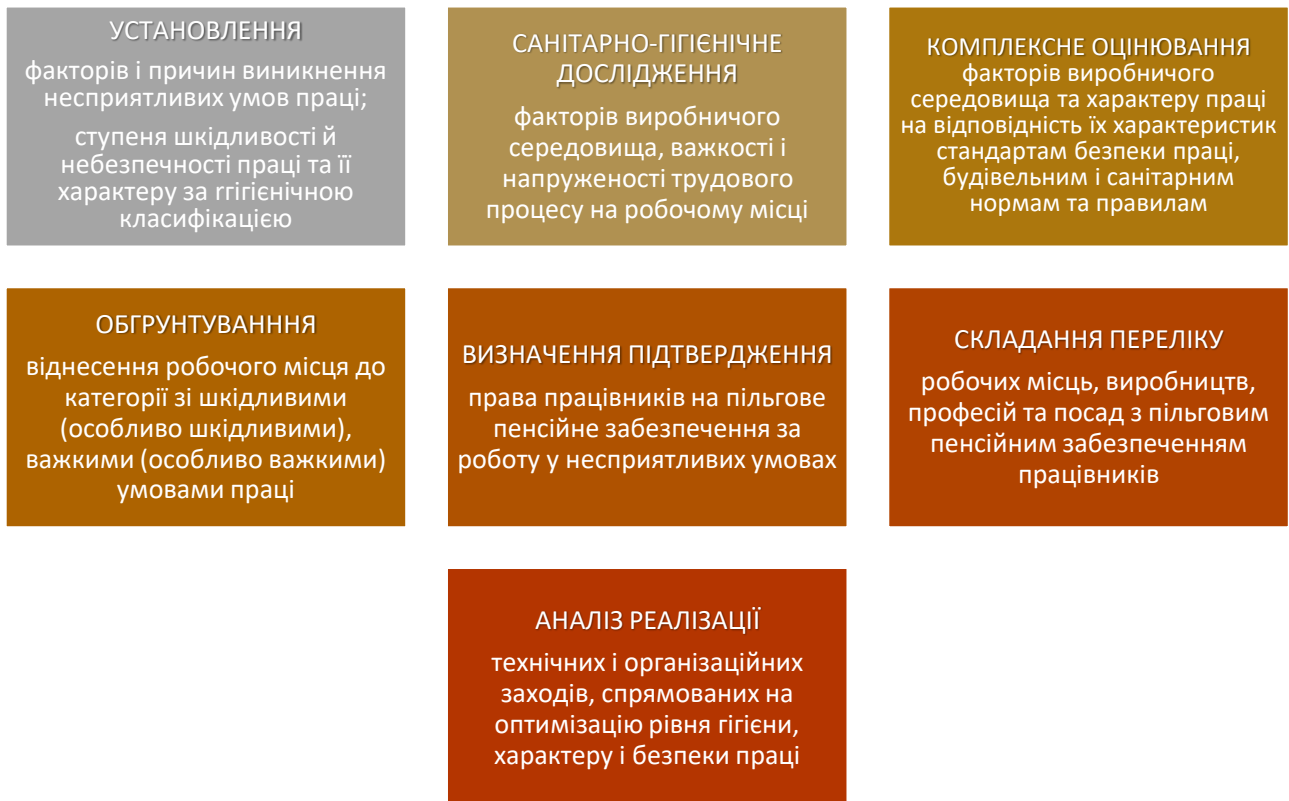 УСТАНОВЛЕННЯ
факторів і причин виникнення
несприятливих умов праці;
ступеня шкідливості й
небезпечності праці та її
характеру за ггігієнічною
класифікацією
САНІТАРНО-ГІГІЄНІЧНЕ
ДОСЛІДЖЕННЯ
факторів виробничого
середовища, важкості і
напруженості трудового
процесу на робочому місці
КОМПЛЕКСНЕ ОЦІНЮВАННЯ
факторів виробничого
середовища та характеру праці
на відповідність їх характеристик
стандартам безпеки праці,
будівельним і санітарним
нормам та правилам
ОБГРУНТУВАНННЯ
віднесення робочого місця до
категорії зі шкідливими
(особливо шкідливими),
важкими (особливо важкими)
умовами праці
ВИЗНАЧЕННЯ ПІДТВЕРДЖЕННЯ
права працівників на пільгове
пенсійне забезпечення за
роботу у несприятливих умовах
СКЛАДАННЯ ПЕРЕЛІКУ
робочих місць, виробництв,
професій та посад з пільговим
пенсійним забезпеченням
працівників
АНАЛІЗ РЕАЛІЗАЦІЇ
технічних і організаційних
заходів, спрямованих на
оптимізацію рівня гігієни,
характеру і безпеки праці